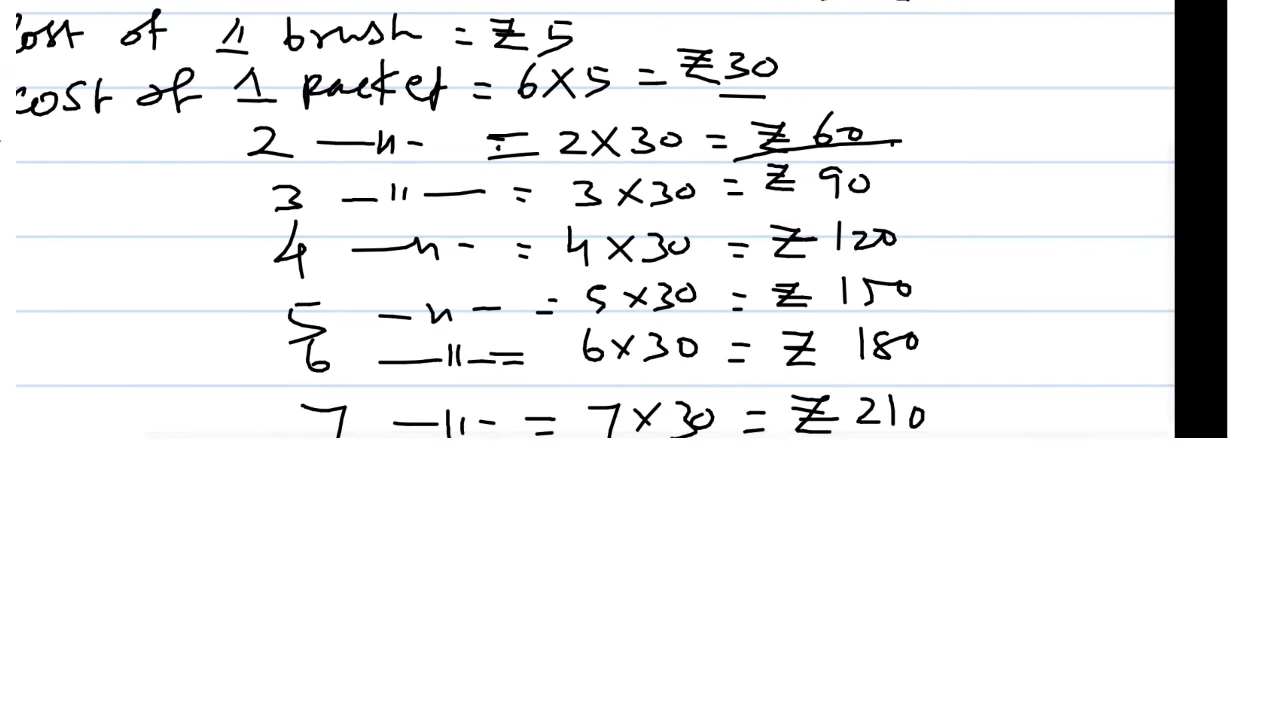 ost of 1 brush = ₹ 5
cost of 1 packet = 6 X 5 = ₹ 30
2 —"- = 2 X 30 = ₹ 60
3 —"— = 3 X 30 = ₹ 90
4 —"- = 4 X 30 = ₹ 120
5 —"- = 5 X 30 = ₹ 150
6 —"- = 6 X 30 = ₹ 180
7 —"- = 7 X 30 = ₹ 210